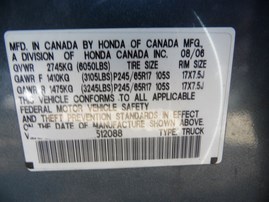 MFD. IN CANADA BY HONDA OF CANADA MFG.,
A DIVISION OF HONDA CANADA INC. 08/06
GVWR 2745KG (6050LBS) TIRE SIZE RIM SIZE
GAWR F 1410KG (3105LBS) P245/65R17 105S 17X7.5J
GAWR R 1475KG (3245LBS) P245/65R17 105S 17X7.5J
THIS VEHICLE CONFORMS TO ALL APPLICABLE
FEDERAL MOTOR VEHICLE SAFETY
AND THEFT PREVENTION STANDARDS IN EFFECT
ON THE DATE OF MANUFACTURE SHOWN ABOVE.
512088 TYPE: TRUCK